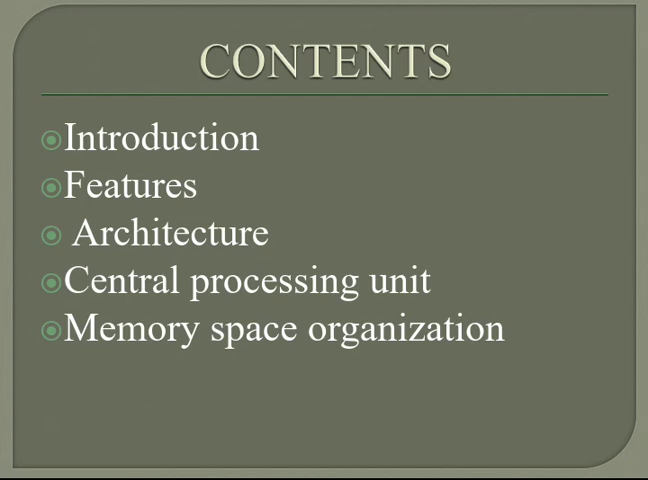 CONTENTS
Introduction
Features
Architecture
Central processing unit
Memory space organization